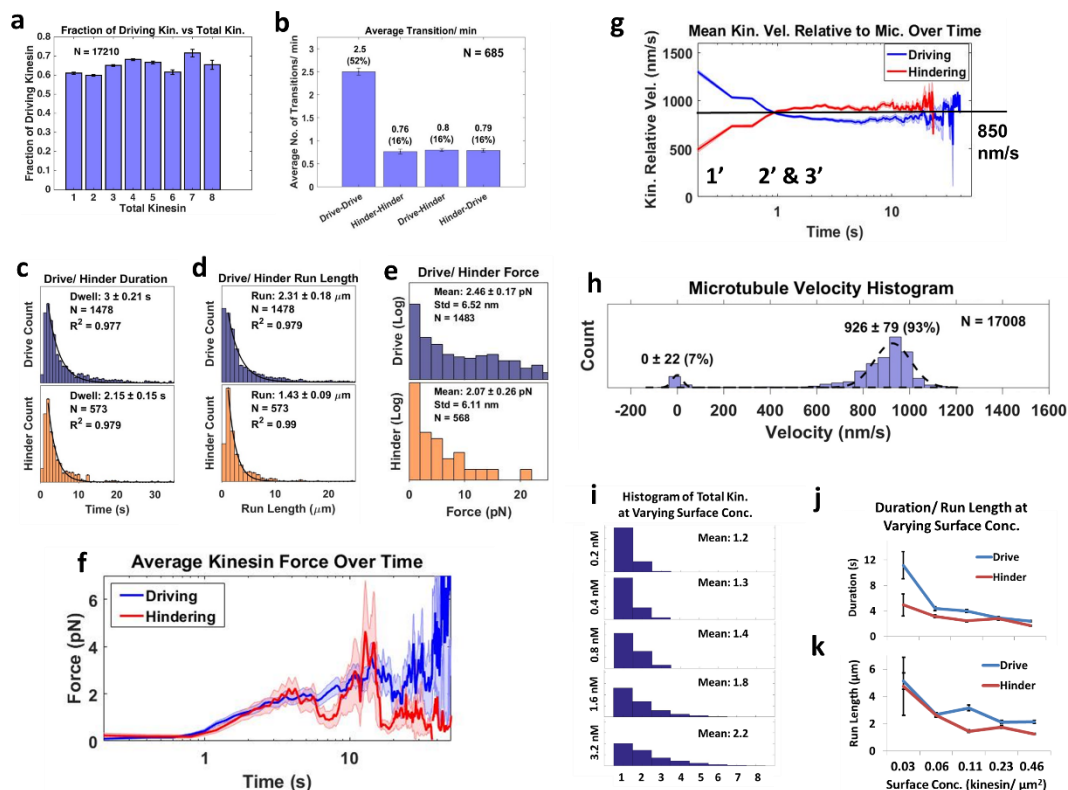 a
Fraction of Driving Kin. vs Total Kin.
N = 17210
Fraction of Driving Kinesin
0.8
0.7
0.6
0.5
0.4
0.3
0.2
0.1
0
1 2 3 4 5 6 7 8
Total Kinesin
b
Average Transition/ min
N = 685
Average No. of Transitions/ min
3
2.5
2
1.5
1
0.5
0
2.5
(52%)
0.76
(16%)
0.8
(16%)
0.79
(16%)
Drive-Drive
Hinder-Hinder
Drive-Hinder
Hinder-Drive
g
Mean Kin. Vel. Relative to Mic. Over Time
Kin. Relative Vel. (nm/s)
1500
1000
500
0
Driving
Hindering
850
nm/s
1’
2’ & 3’
1 10
Time (s)
c
Drive/ Hinder Duration
Drive Count
Dwell: 3 ± 0.21 s
N = 1478
R² = 0.977
Hinder Count
Dwell: 2.15 ± 0.15 s
N = 573
R² = 0.979
0 10 20 30
Time (s)
d
Drive/ Hinder Run Length
Drive Count
Run: 2.31 ± 0.18 μm
N = 1478
R² = 0.979
Hinder Count
Run: 1.43 ± 0.09 μm
N = 573
R² = 0.99
0 10 20
Run Length (μm)
e
Drive/ Hinder Force
Drive (Log)
Mean: 2.46 ± 0.17 pN
Std = 6.52 nm
N = 1483
Hinder (Log)
Mean: 2.07 ± 0.26 pN
Std = 6.11 nm
N = 568
0 10 20
Force (pN)
h
Microtubule Velocity Histogram
Count
0 ± 22 (7%)
926 ± 79 (93%)
N = 17008
-200 0 200 400 600 800 1000 1200 1400 1600
Velocity (nm/s)
f
Average Kinesin Force Over Time
Force (pN)
6
4
2
0
Driving
Hindering
1 10
Time (s)
i
Histogram of Total Kin.
at Varying Surface Conc.
0.2 nM
Mean: 1.2
0.4 nM
Mean: 1.3
0.8 nM
Mean: 1.4
1.6 nM
Mean: 1.8
3.2 nM
Mean: 2.2
1 2 3 4 5 6 7 8
j
Duration/ Run Length at
Varying Surface Conc.
Duration (s)
12
8
4
0
Drive
Hinder
k
Run Length (μm)
6
4
2
0
Drive
Hinder
0.03 0.06 0.11 0.23 0.46
Surface Conc. (kinesin/ μm²)